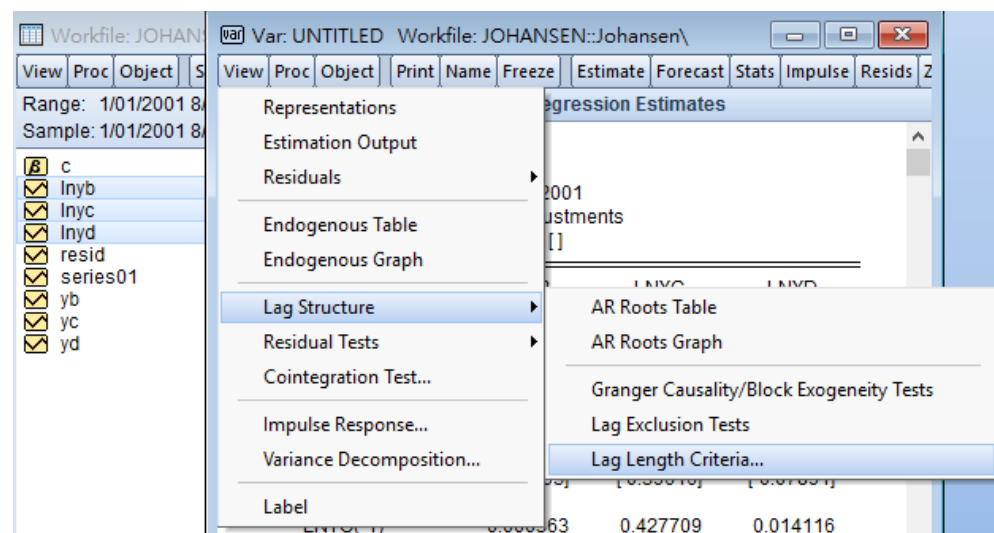 Workfile: JOHAN
View Proc Object S
Range: 1/01/2001 8/
Sample: 1/01/2001 8/
β c
lnyb
lnyc
lnyd
resid
series01
yb
yc
yd
var Var: UNTITLED Workfile: JOHANSEN::Johansen\
View Proc Object Print Name Freeze Estimate Forecast Stats Impulse Resids Z
egression Estimates
2001
ustments
[ ]
Representations
Estimation Output
Residuals
Endogenous Table
Endogenous Graph
Lag Structure
Residual Tests
Cointegration Test...
Impulse Response...
Variance Decomposition...
Label
AR Roots Table
AR Roots Graph
Granger Causality/Block Exogeneity Tests
Lag Exclusion Tests
Lag Length Criteria...
0.427709 0.014116